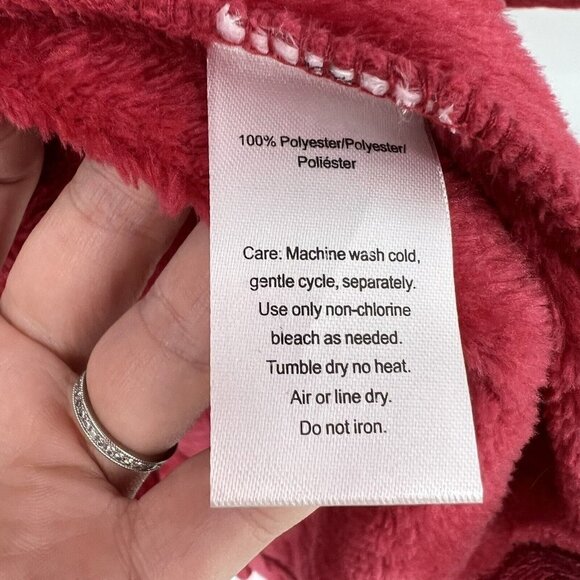 100% Polyester/Polyester/
Poliéster
Care: Machine wash cold,
gentle cycle, separately.
Use only non-chlorine
bleach as needed.
Tumble dry no heat.
Air or line dry.
Do not iron.